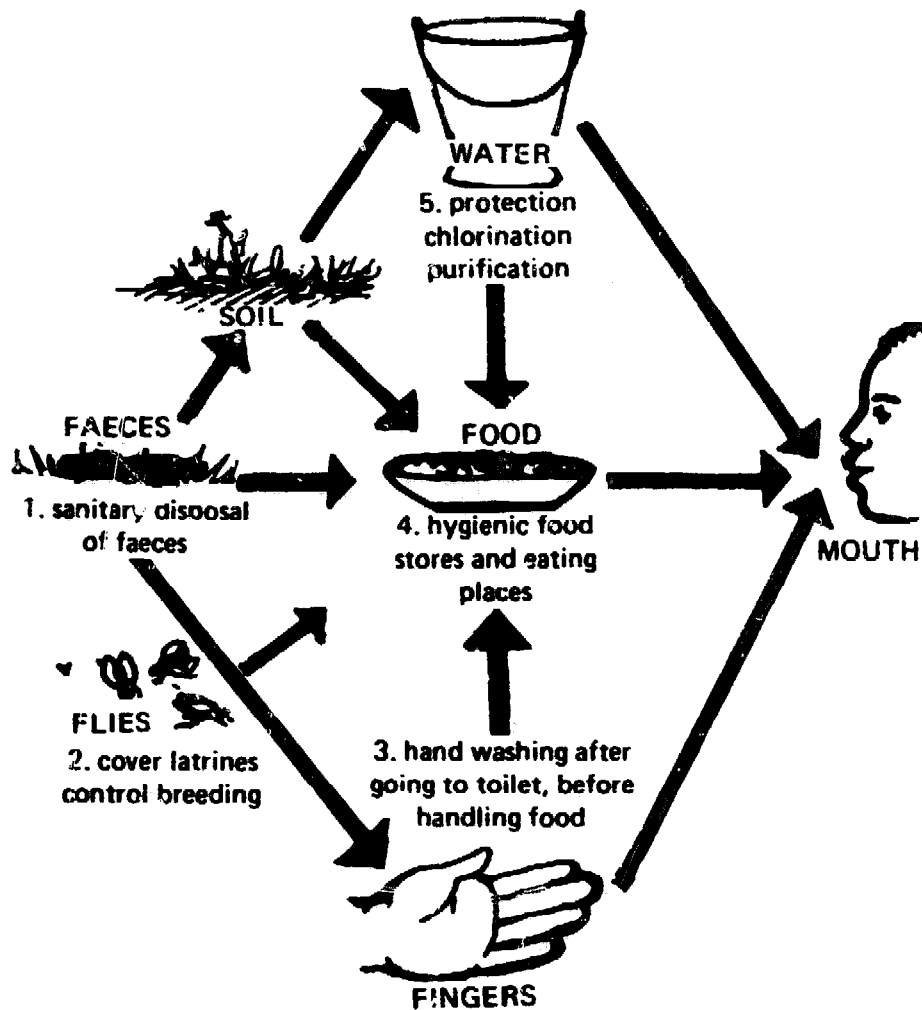 WATER
5. protection
chlorination
purification
SOIL
FAECES
1. sanitary disposal
of faeces
FOOD
4. hygienic food
stores and eating
places
MOUTH
FLIES
2. cover latrines
control breeding
3. hand washing after
going to toilet, before
handling food
FINGERS